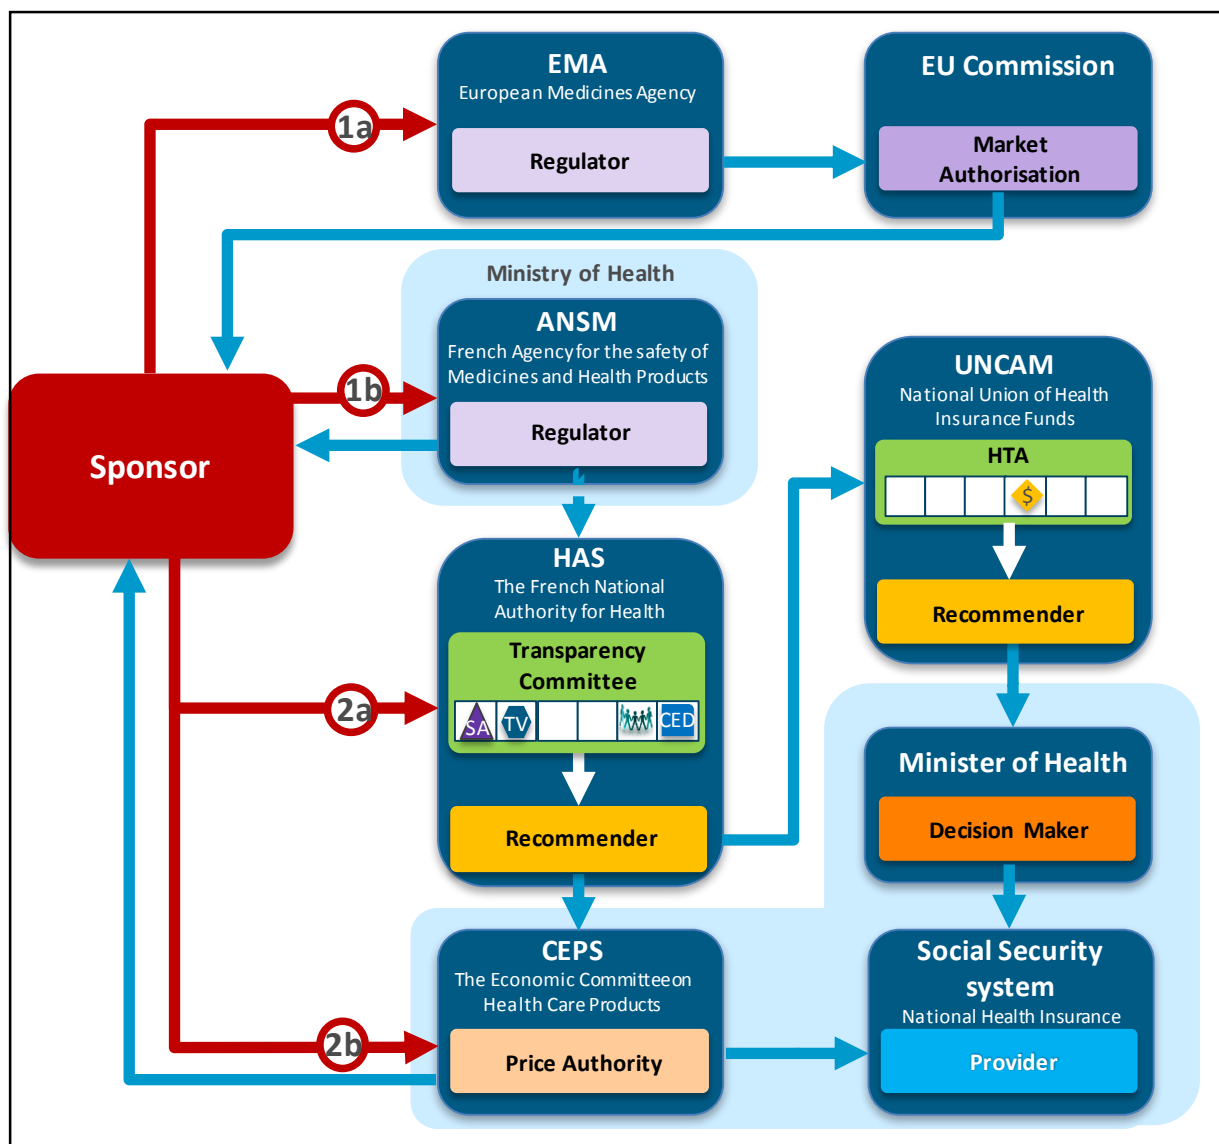 EMA
European Medicines Agency
Regulator
EU Commission
Market
Authorisation
1a
Ministry of Health
ANSM
French Agency for the safety of
Medicines and Health Products
Regulator
1b
Sponsor
UNCAM
National Union of Health
Insurance Funds
HTA
$
Recommender
HAS
The French National
Authority for Health
Transparency
Committee
SA
TV
CED
2a
Recommender
Minister of Health
Decision Maker
CEPS
The Economic Committeeon
Health Care Products
2b
Price Authority
Social Security
system
National Health Insurance
Provider